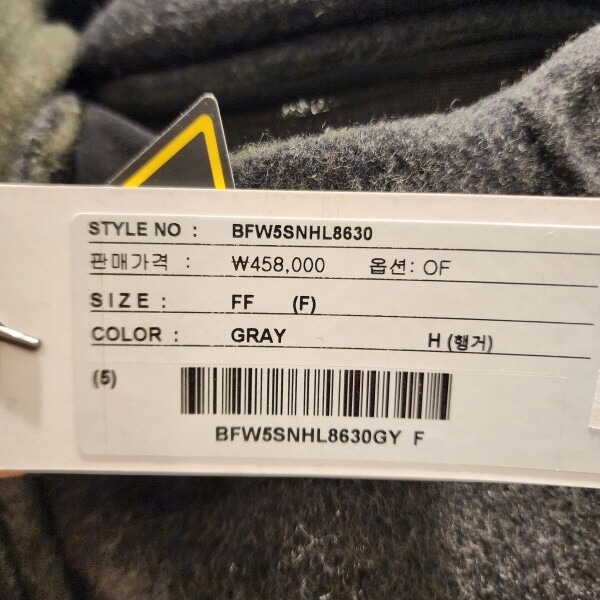 STYLE NO : BFW5SNHL8630
판매가격 : ₩458,000 옵션: OF
SIZE : FF (F)
COLOR : GRAY H (행거)
(5)
BFW5SNHL8630GY F